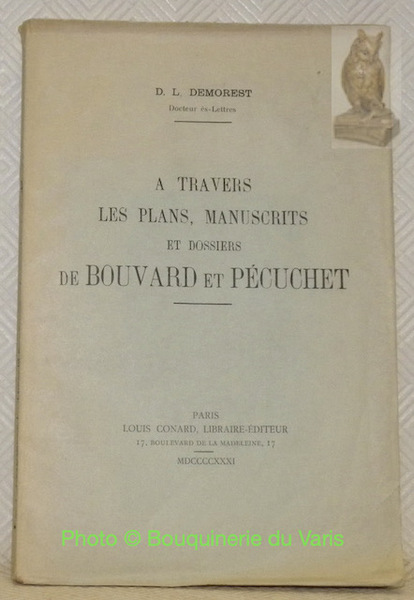 D. L. DEMOREST
Docteur ès-Lettres
A TRAVERS
LES PLANS, MANUSCRITS
ET DOSSIERS
DE BOUVARD ET PÉCUCHET
PARIS
LOUIS CONARD, LIBRAIRE-ÉDITEUR
17, BOULEVARD DE LA MADELEINE, 17
MDCCCCXXXI
Photo © Bouquinerie du Varis